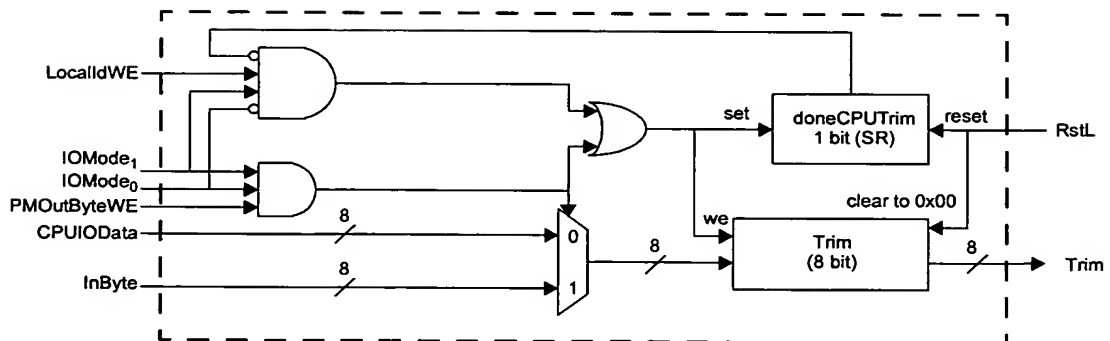 LocalIdWE
IOMode1
IOMode0
PMOutByteWE
CPUIOData
InByte
8
8
0
1
8
set
we
doneCPUTrim
1 bit (SR)
reset
RstL
clear to 0x00
Trim
(8 bit)
8
Trim